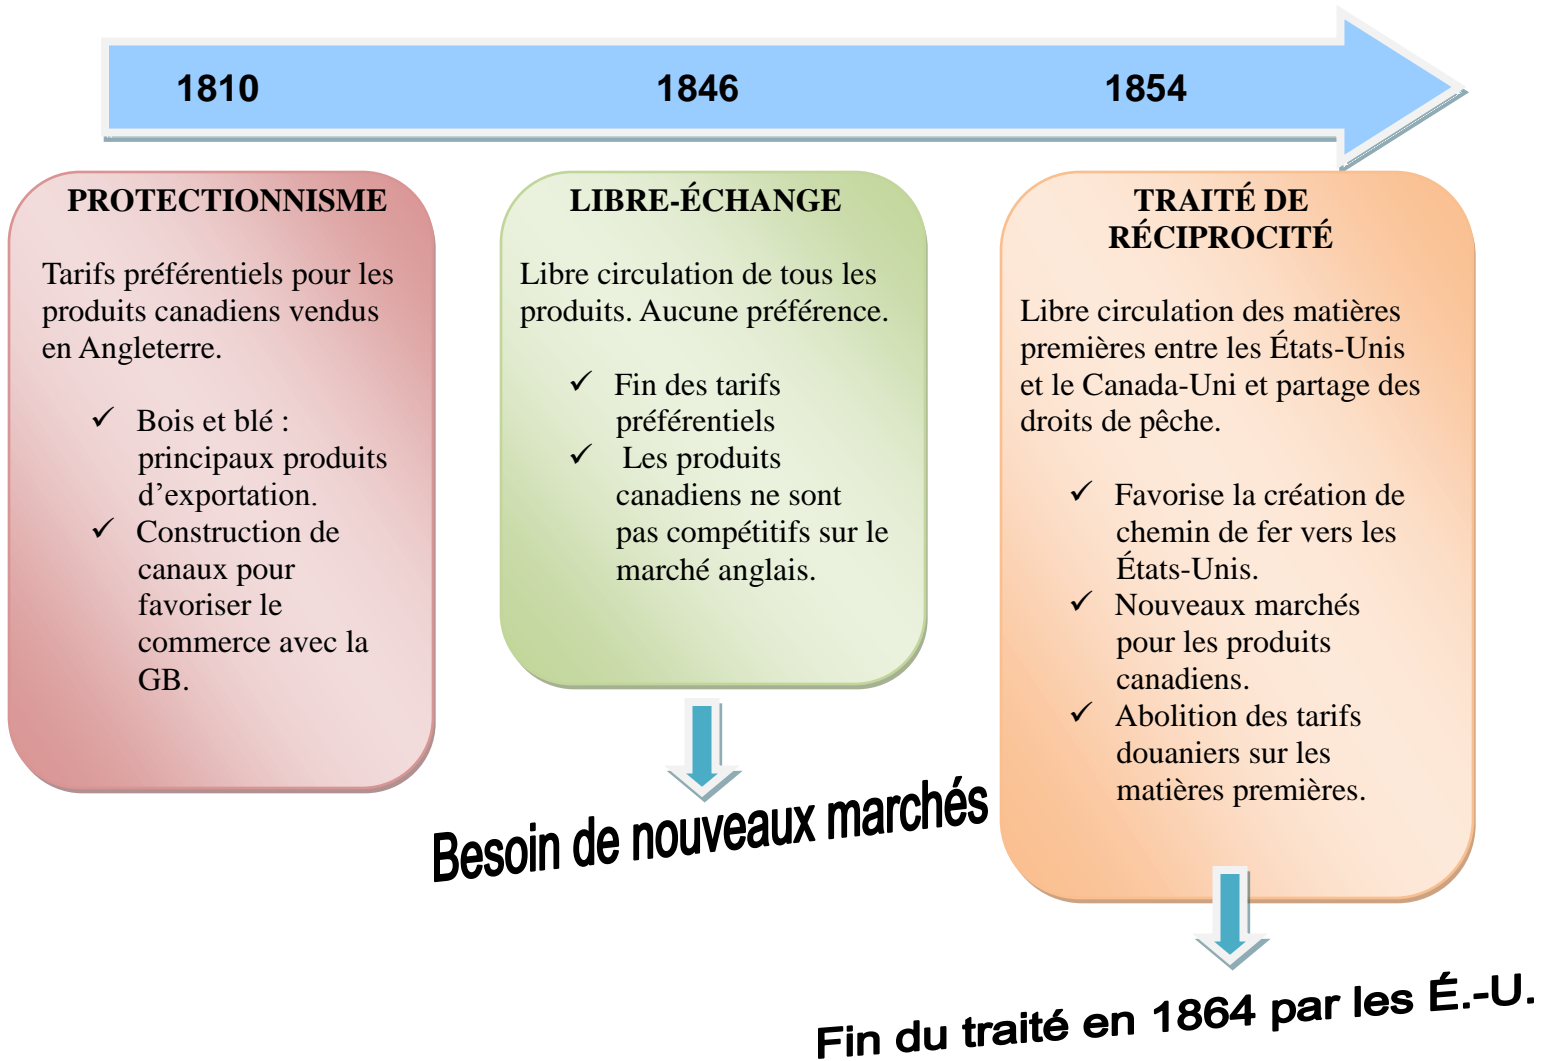 1810
1846
1854
PROTECTIONNISME
Tarifs préférentiels pour les
produits canadiens vendus
en Angleterre.
✓ Bois et blé :
principaux produits
d’exportation.
✓ Construction de
canaux pour
favoriser le
commerce avec la
GB.
LIBRE-ÉCHANGE
Libre circulation de tous les
produits. Aucune préférence.
✓ Fin des tarifs
préférentiels
✓ Les produits
canadiens ne sont
pas compétitifs sur le
marché anglais.
Besoin de nouveaux marchés
TRAITÉ DE
RÉCIPROCITÉ
Libre circulation des matières
premières entre les États-Unis
et le Canada-Uni et partage des
droits de pêche.
✓ Favorise la création de
chemin de fer vers les
États-Unis.
✓ Nouveaux marchés
pour les produits
canadiens.
✓ Abolition des tarifs
douaniers sur les
matières premières.
Fin du traité en 1864 par les É.-U.